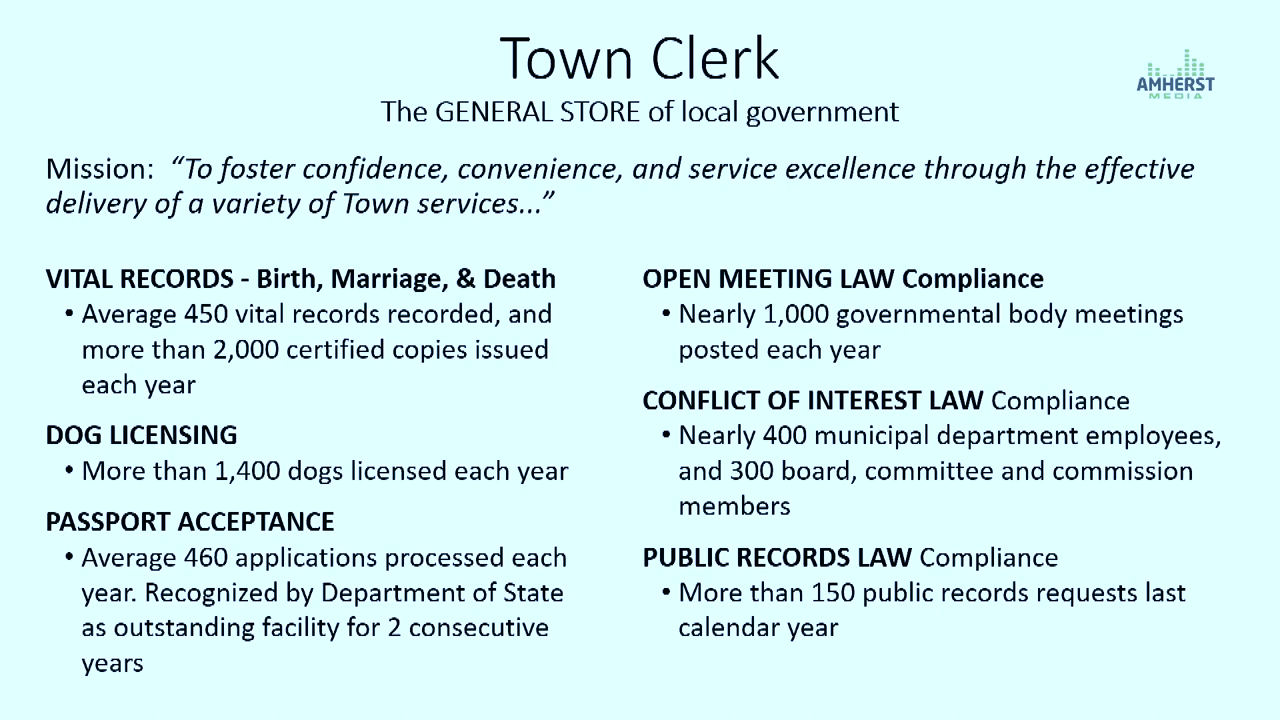 Town Clerk
AMHERST
MEDIA
The GENERAL STORE of local government
Mission: “To foster confidence, convenience, and service excellence through the effective
delivery of a variety of Town services...”
VITAL RECORDS - Birth, Marriage, & Death
• Average 450 vital records recorded, and
more than 2,000 certified copies issued
each year
DOG LICENSING
• More than 1,400 dogs licensed each year
PASSPORT ACCEPTANCE
• Average 460 applications processed each
year. Recognized by Department of State
as outstanding facility for 2 consecutive
years
OPEN MEETING LAW Compliance
• Nearly 1,000 governmental body meetings
posted each year
CONFLICT OF INTEREST LAW Compliance
• Nearly 400 municipal department employees,
and 300 board, committee and commission
members
PUBLIC RECORDS LAW Compliance
• More than 150 public records requests last
calendar year